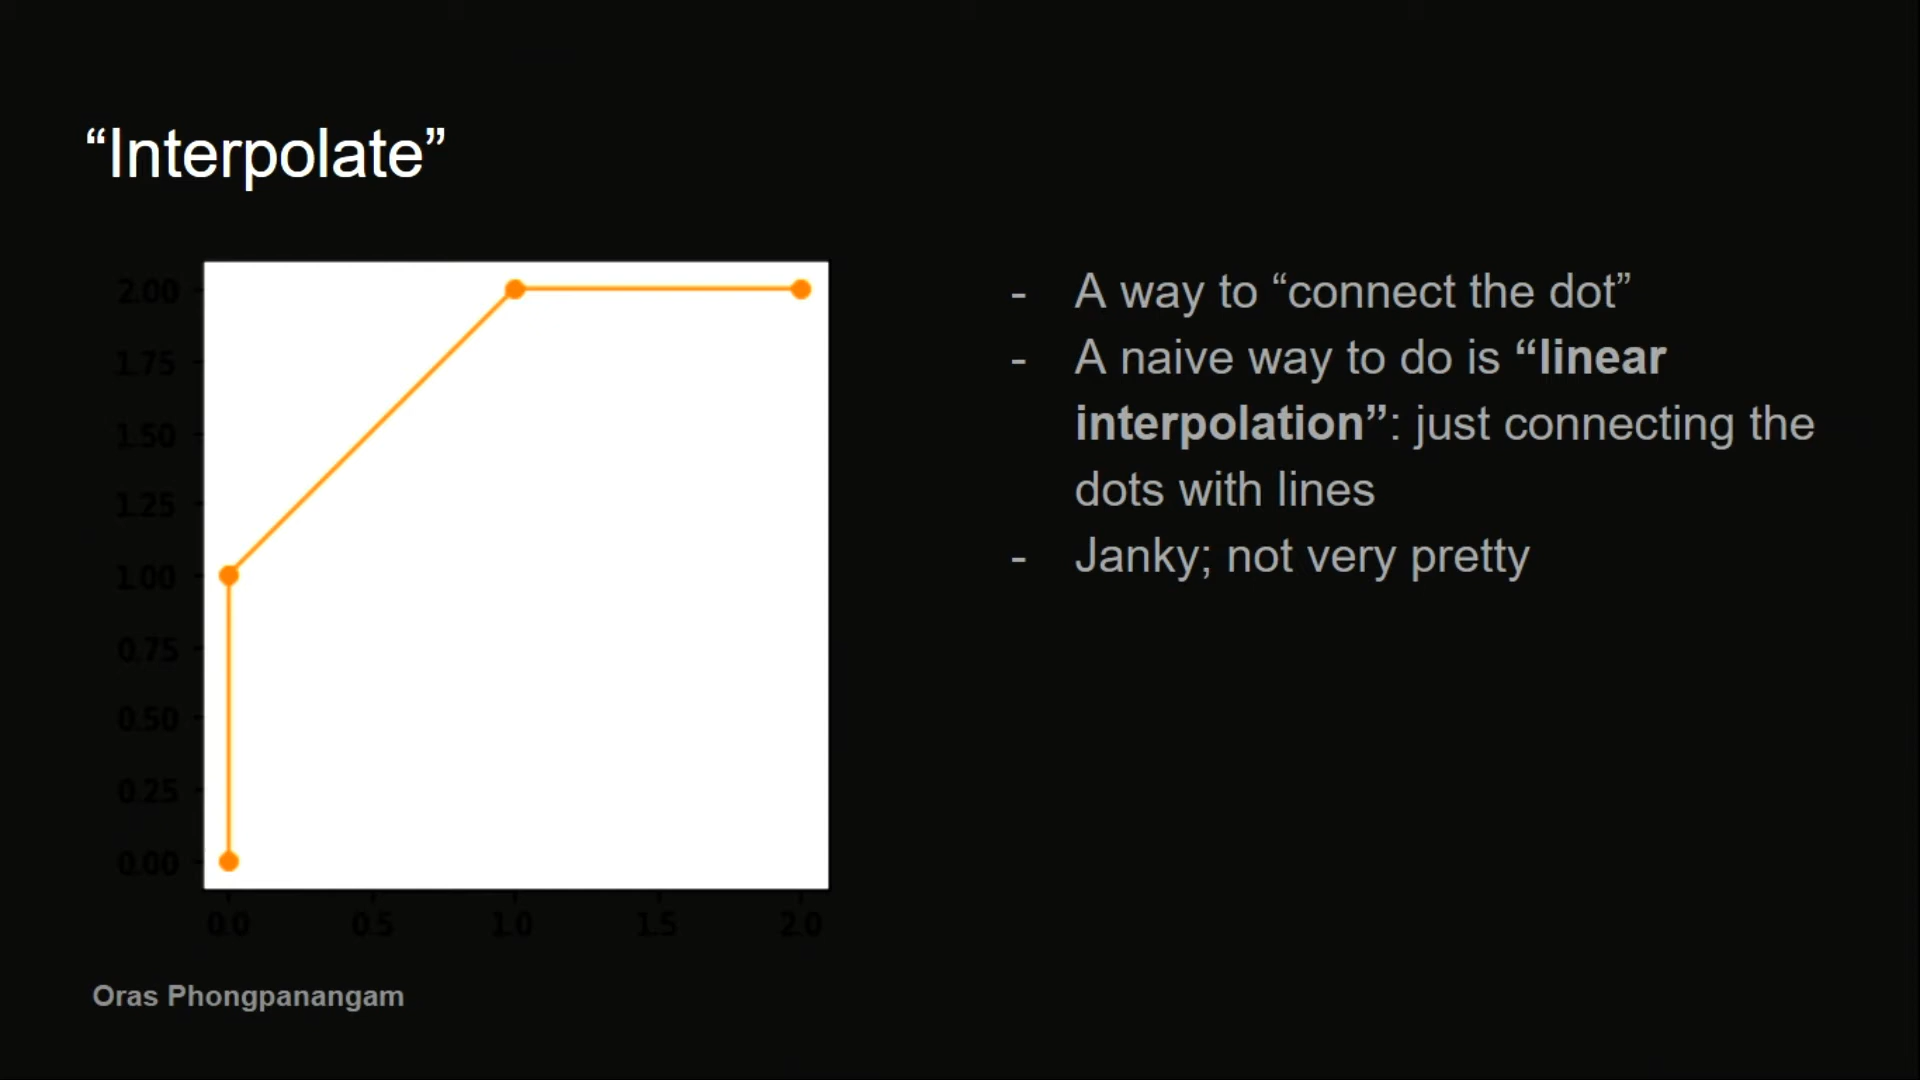 “Interpolate”
2.00
1.75
1.50
1.25
1.00
0.75
0.50
0.25
0.00
0.0 0.5 1.0 1.5 2.0
- A way to “connect the dot”
- A naive way to do is “linear
interpolation”: just connecting the
dots with lines
- Janky; not very pretty
Oras Phongpanangam